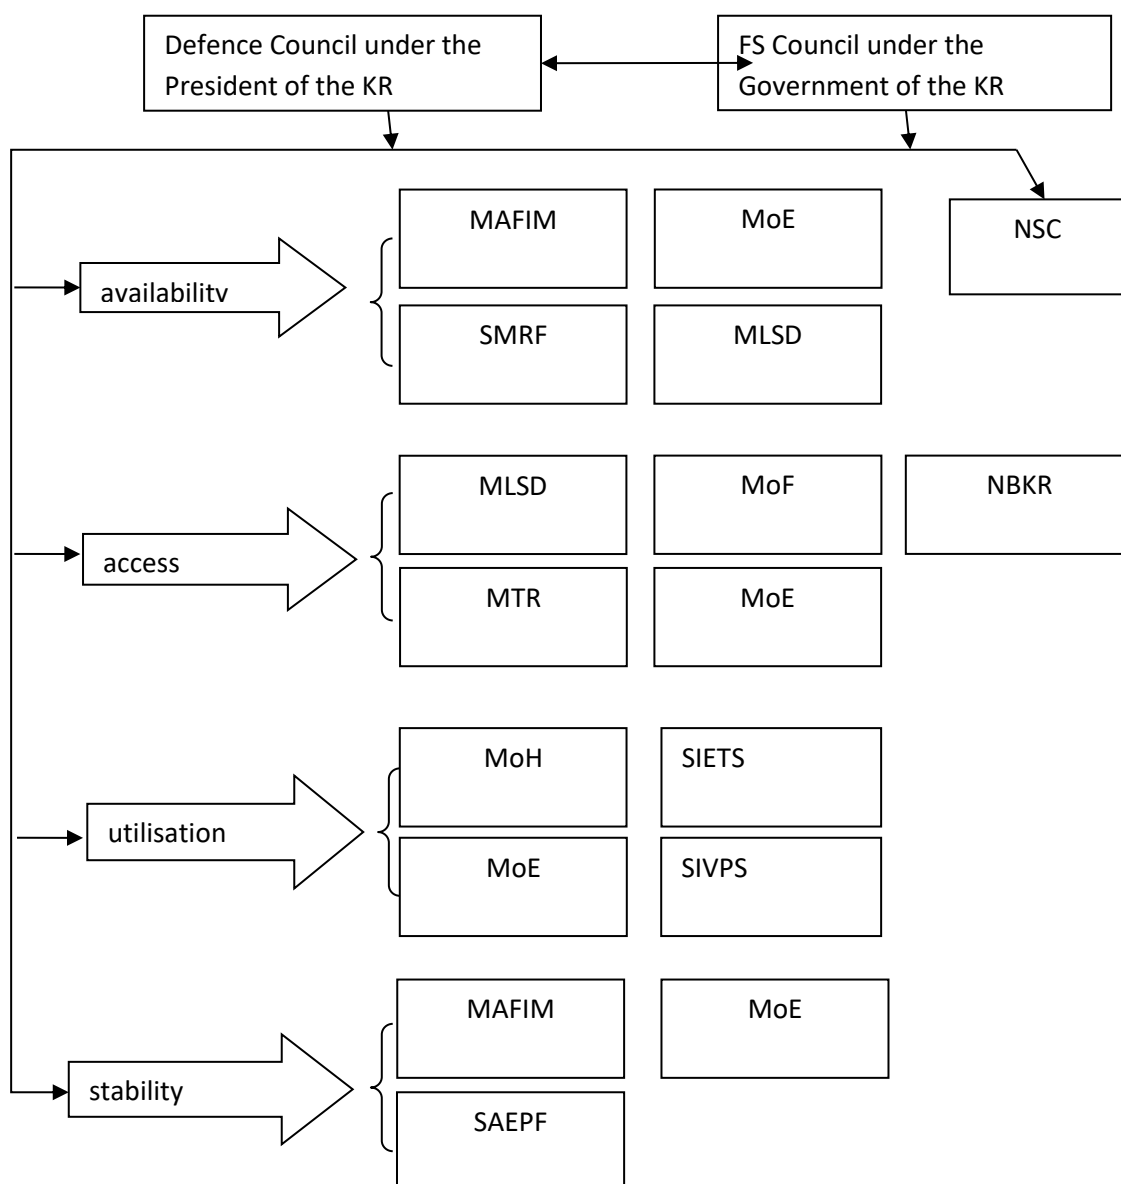 Defence Council under the
President of the KR
FS Council under the
Government of the KR
MAFIM
MoE
NSC
availability
SMRF
MLSD
MLSD
MoF
NBKR
access
MTR
MoE
MoH
SIETS
utilisation
MoE
SIVPS
MAFIM
MoE
stability
SAEPF